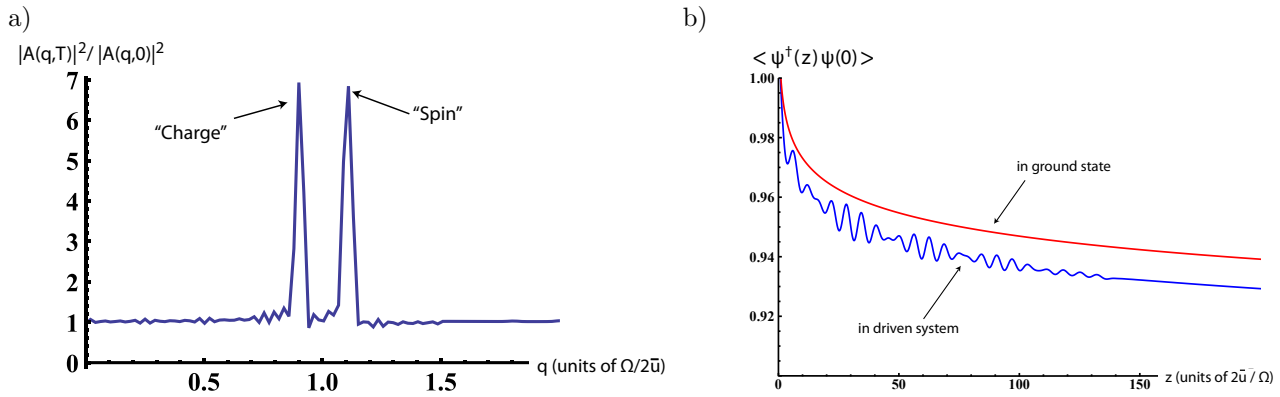 a)
|A(q,T)|²/ |A(q,0)|²
7
6
5
4
3
2
1
0
0.5
1.0
1.5
q (units of Ω/2ū)
“Charge”
“Spin”
b)
< ψ†(z) ψ(0) >
1.00
0.98
0.96
0.94
0.92
0
50
100
150
z (units of 2ū/Ω)
in ground state
in driven system